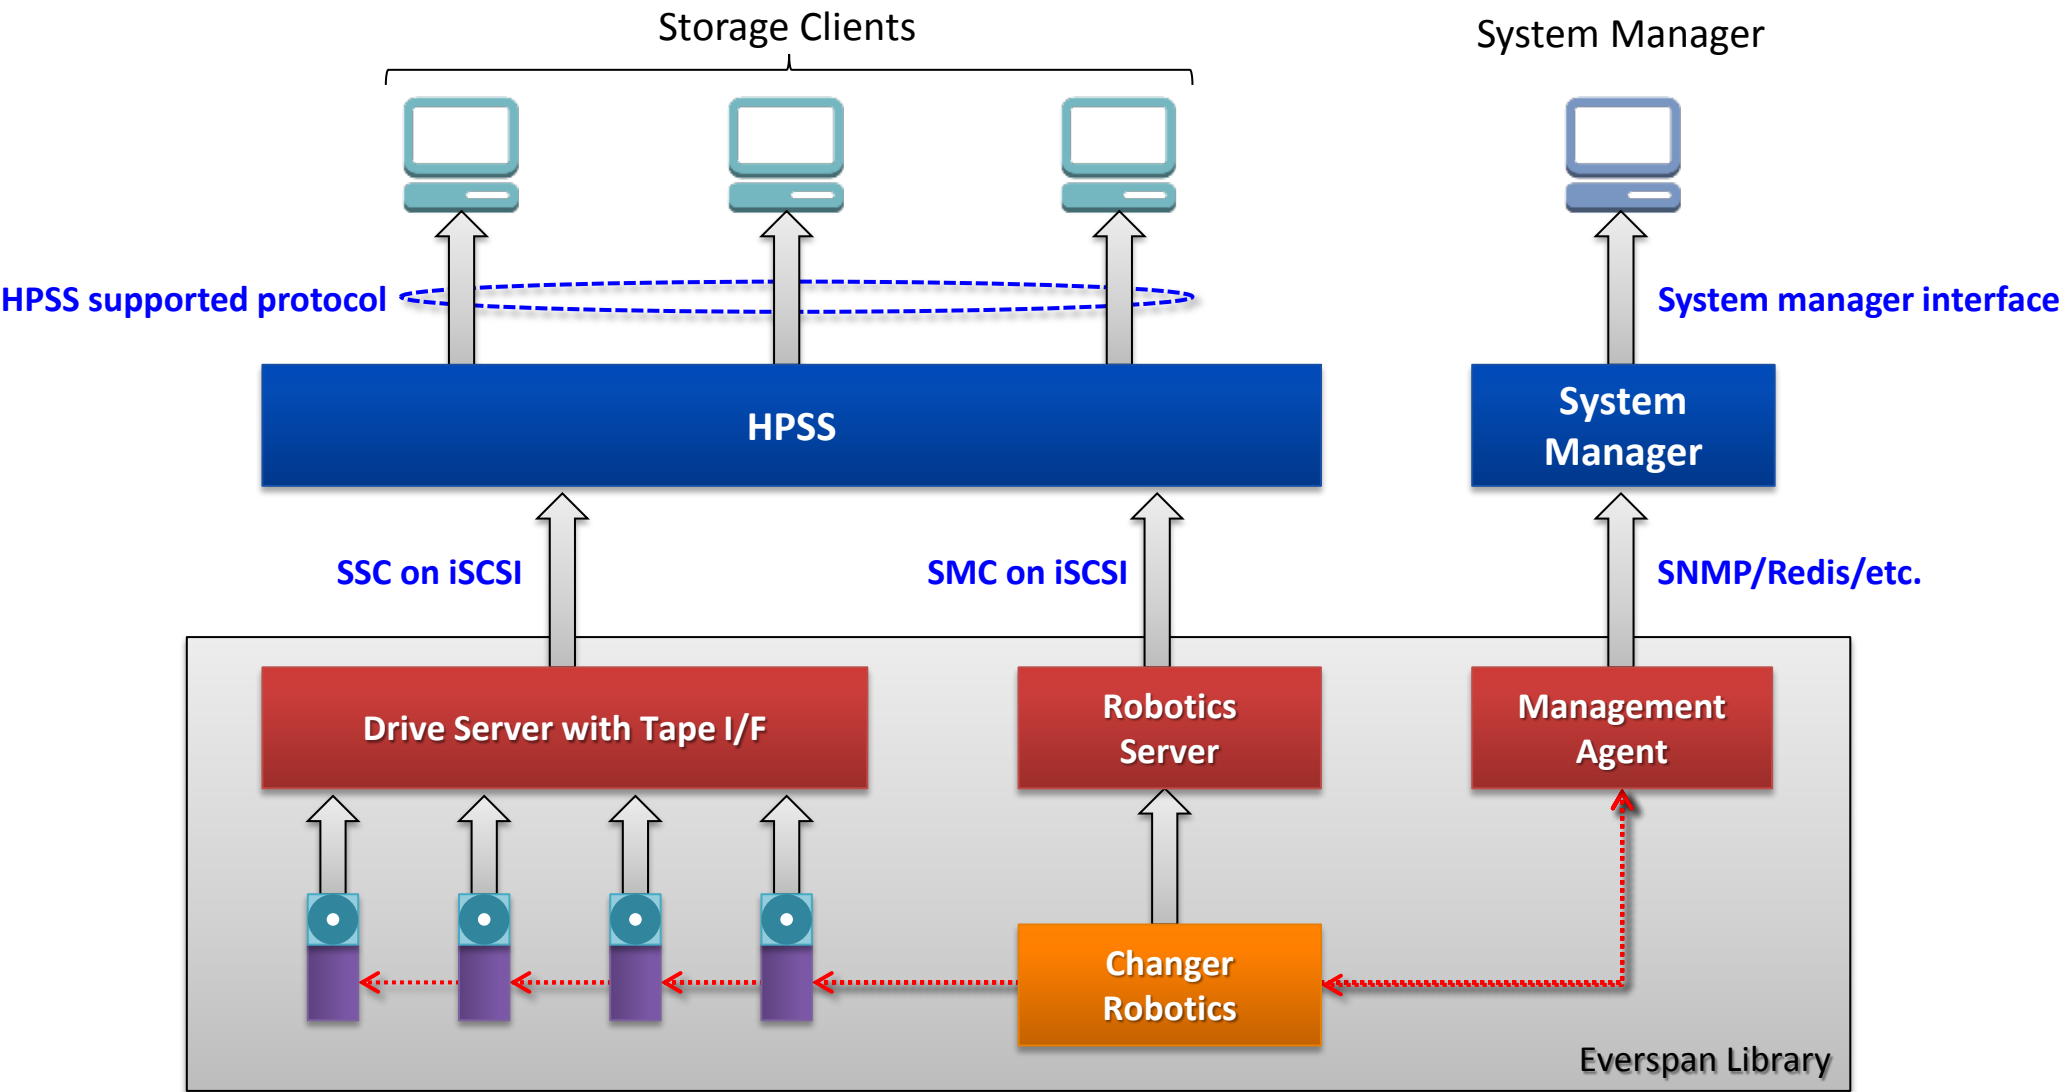 Storage Clients
System Manager
HPSS supported protocol
System manager interface
HPSS
System
Manager
SSC on iSCSI
SMC on iSCSI
SNMP/Redis/etc.
Drive Server with Tape I/F
Robotics
Server
Management
Agent
Changer
Robotics
Everspan Library